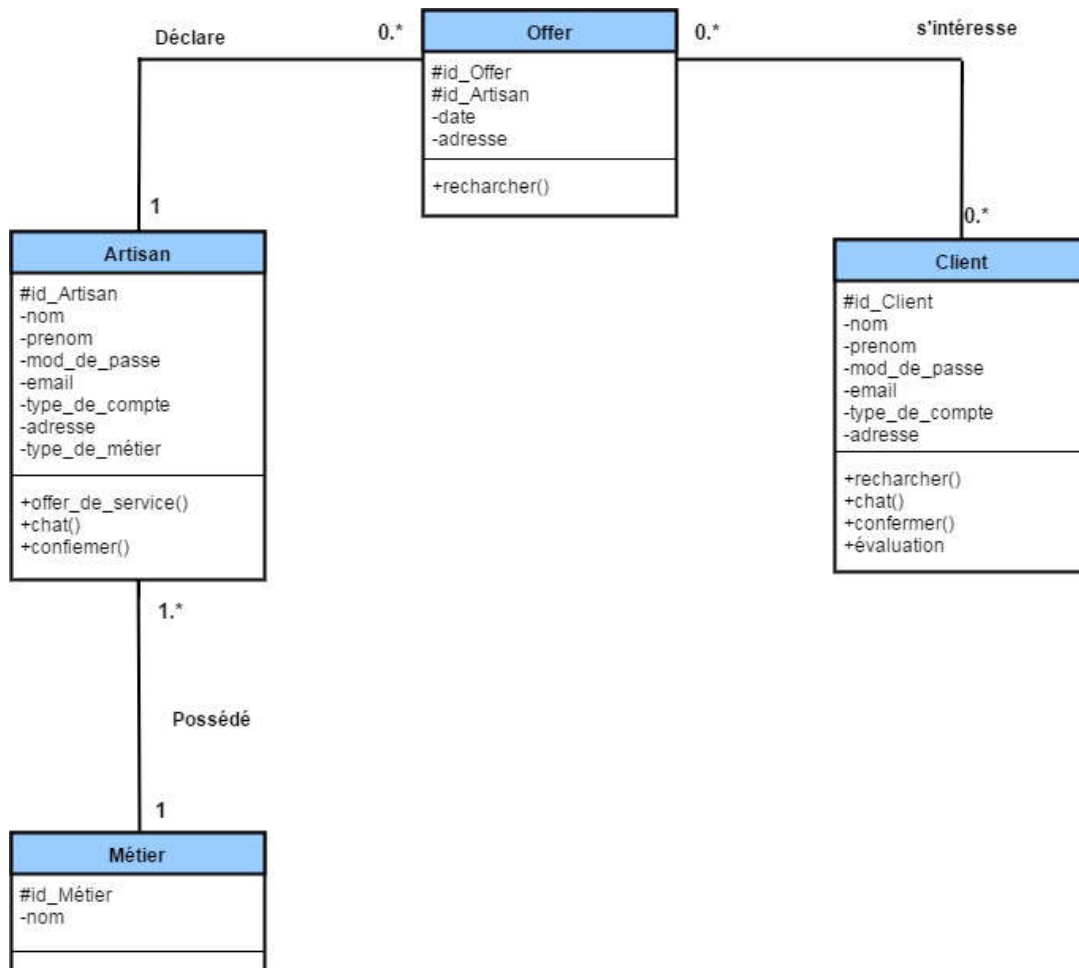 Déclare
0.*
Offer
0.*
s'intéresse
#id_Offer
#id_Artisan
-date
-adresse
+recharcher()
1
0.*
Artisan
#id_Artisan
-nom
-prenom
-mod_de_passe
-email
-type_de_compte
-adresse
-type_de_métier
+offer_de_service()
+chat()
+confiemer()
Client
#id_Client
-nom
-prenom
-mod_de_passe
-email
-type_de_compte
-adresse
+recharcher()
+chat()
+confermer()
+évaluation
1.*
Possédé
1
Métier
#id_Métier
-nom